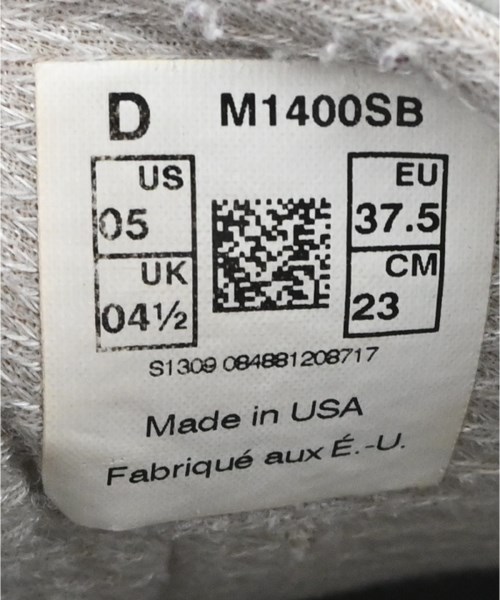 D M1400SB
US
05
UK
04½
EU
37.5
CM
23
S1309 084881208717
Made in USA
Fabriqué aux É.-U.